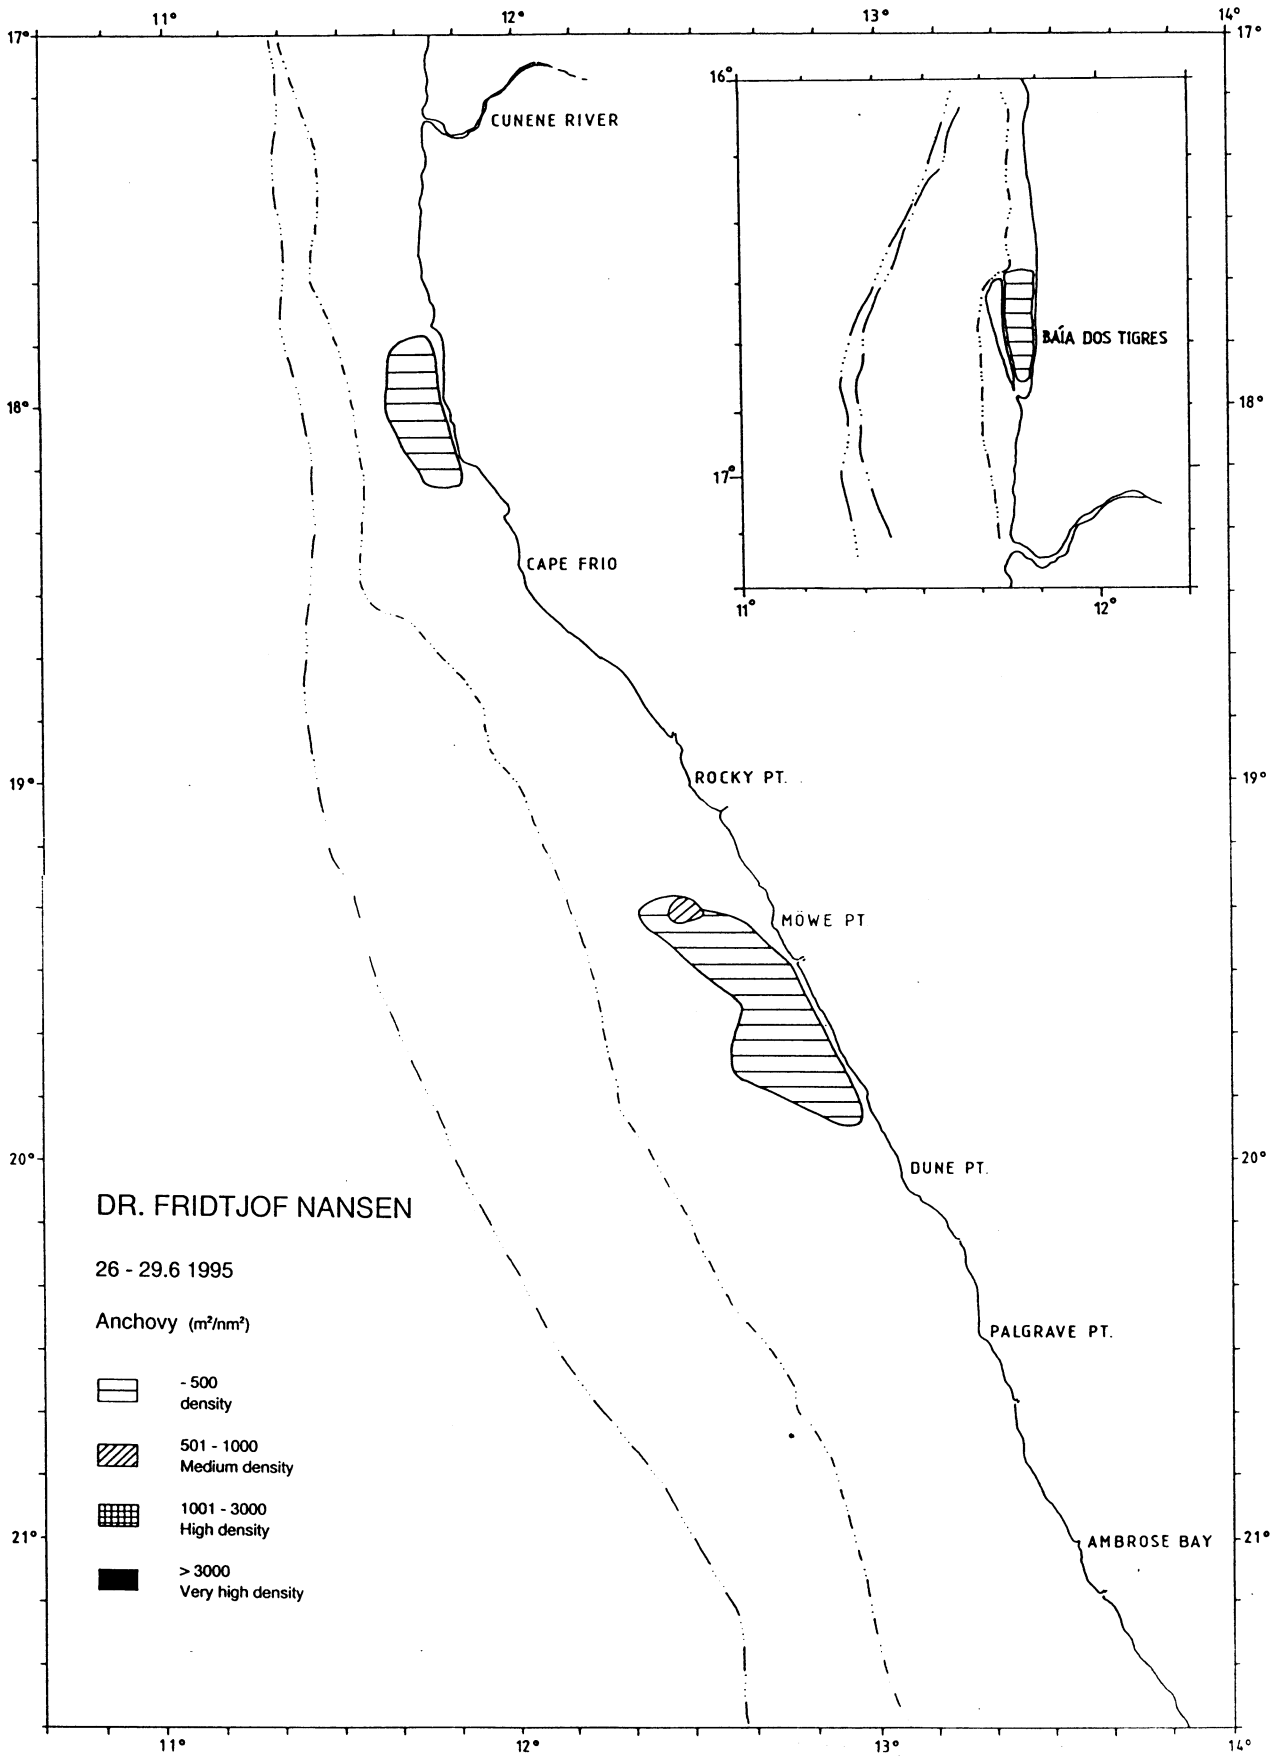 11°
12°
13°
14°
17°
17°
CUNENE RIVER
16°
BÁÍA DOS TIGRES
17°
11°
12°
18°
18°
CAPE FRIO
19°
ROCKY PT.
19°
MÖWE PT
20°
DUNE PT.
20°
DR. FRIDTJOF NANSEN
26 - 29.6 1995
Anchovy (m²/nm²)
PALGRAVE PT.
- 500
density
501 - 1000
Medium density
1001 - 3000
High density
> 3000
Very high density
21°
AMBROSE BAY
21°
11°
12°
13°
14°